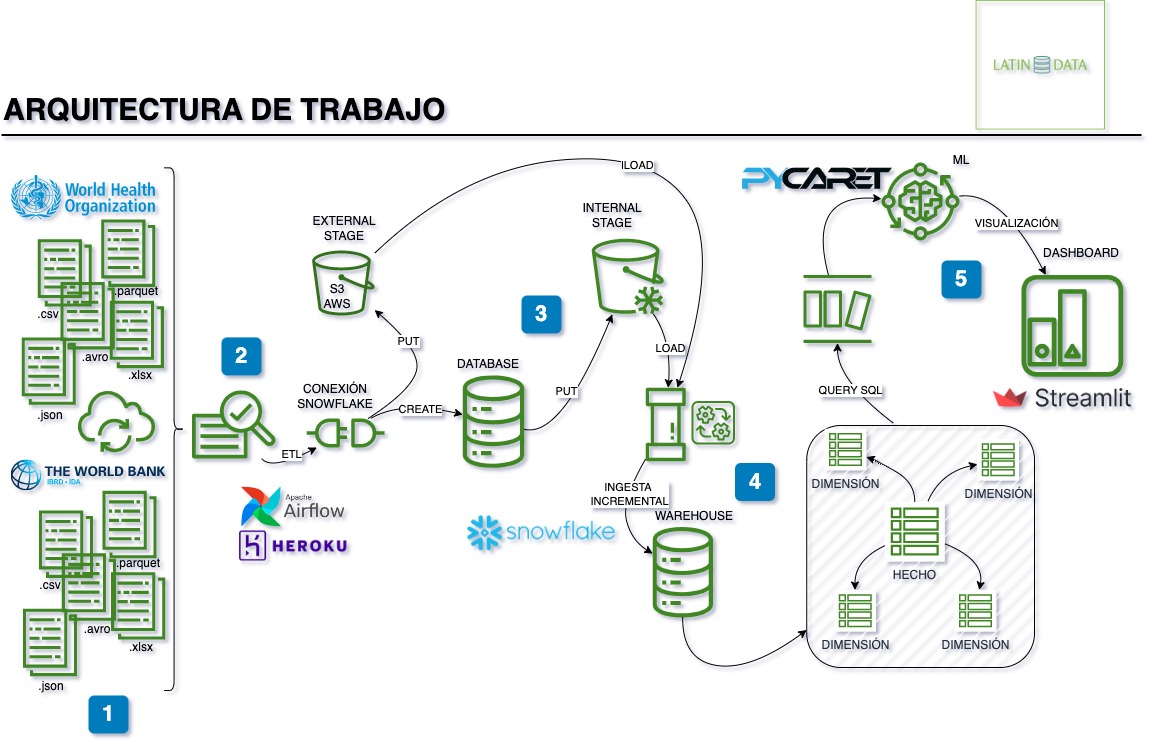 LATIN DATA
ARQUITECTURA DE TRABAJO
World Health
Organization
.parquet
.csv
.avro
.xlsx
.json
THE WORLD BANK
IBRD • IDA
.parquet
.csv
.avro
.xlsx
.json
1
2
ETL
Apache
Airflow
HEROKU
CONEXIÓN
SNOWFLAKE
PUT
CREATE
EXTERNAL
STAGE
S3
AWS
LOAD
DATABASE
3
PUT
INTERNAL
STAGE
LOAD
INGESTA
INCREMENTAL
snowflake
WAREHOUSE
4
DIMENSIÓN
DIMENSIÓN
HECHO
DIMENSIÓN
DIMENSIÓN
QUERY SQL
PYCARET
ML
VISUALIZACIÓN
5
DASHBOARD
Streamlit